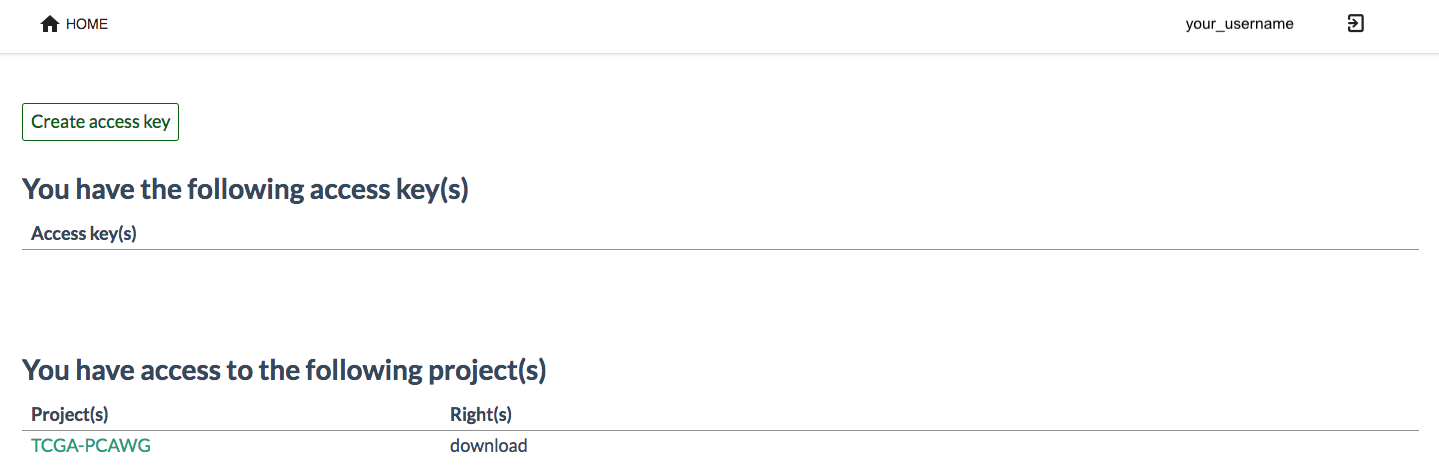 HOME your_username
Create access key
You have the following access key(s)
Access key(s)
You have access to the following project(s)
Project(s) Right(s)
TCGA-PCAWG download